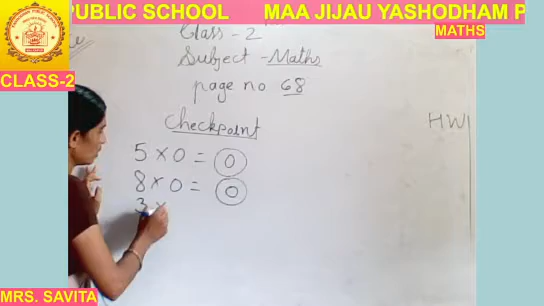 PUBLIC SCHOOL MAA JIJAU YASHODHAM P
MATHS
CLASS-2
Class - 2
Subject - Maths
page no 68
Checkpoint
HW
5 × 0 = 0
8 × 0 = 0
3 ×
MRS. SAVITA